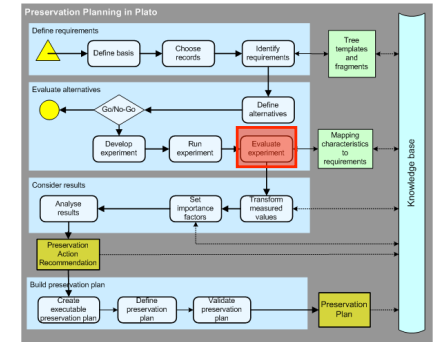 Preservation Planning in Plato
Define requirements
Define basis
Choose
records
Identify
requirements
Tree
templates
and
fragments
Evaluate alternatives
Go/No-Go
Define
alternatives
Develop
experiment
Run
experiment
Evaluate
experiment
Mapping
characteristics
to
requirements
Knowledge base
Consider results
Analyse
results
Set
importance
factors
Transform
measured
values
Preservation
Action
Recommendation
Build preservation plan
Create
executable
preservation plan
Define
preservation
plan
Validate
preservation
plan
Preservation
Plan